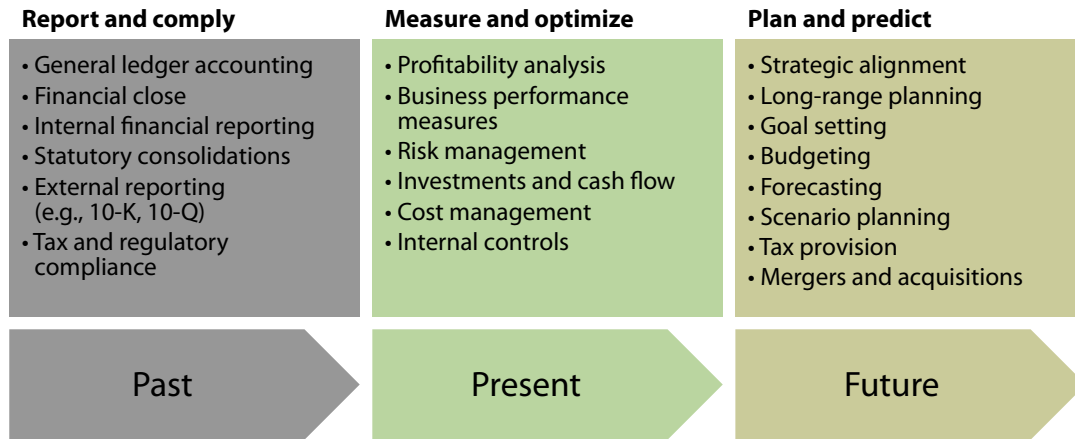 Report and comply
• General ledger accounting
• Financial close
• Internal financial reporting
• Statutory consolidations
• External reporting
(e.g., 10-K, 10-Q)
• Tax and regulatory
compliance
Past
Measure and optimize
• Profitability analysis
• Business performance
measures
• Risk management
• Investments and cash flow
• Cost management
• Internal controls
Present
Plan and predict
• Strategic alignment
• Long-range planning
• Goal setting
• Budgeting
• Forecasting
• Scenario planning
• Tax provision
• Mergers and acquisitions
Future